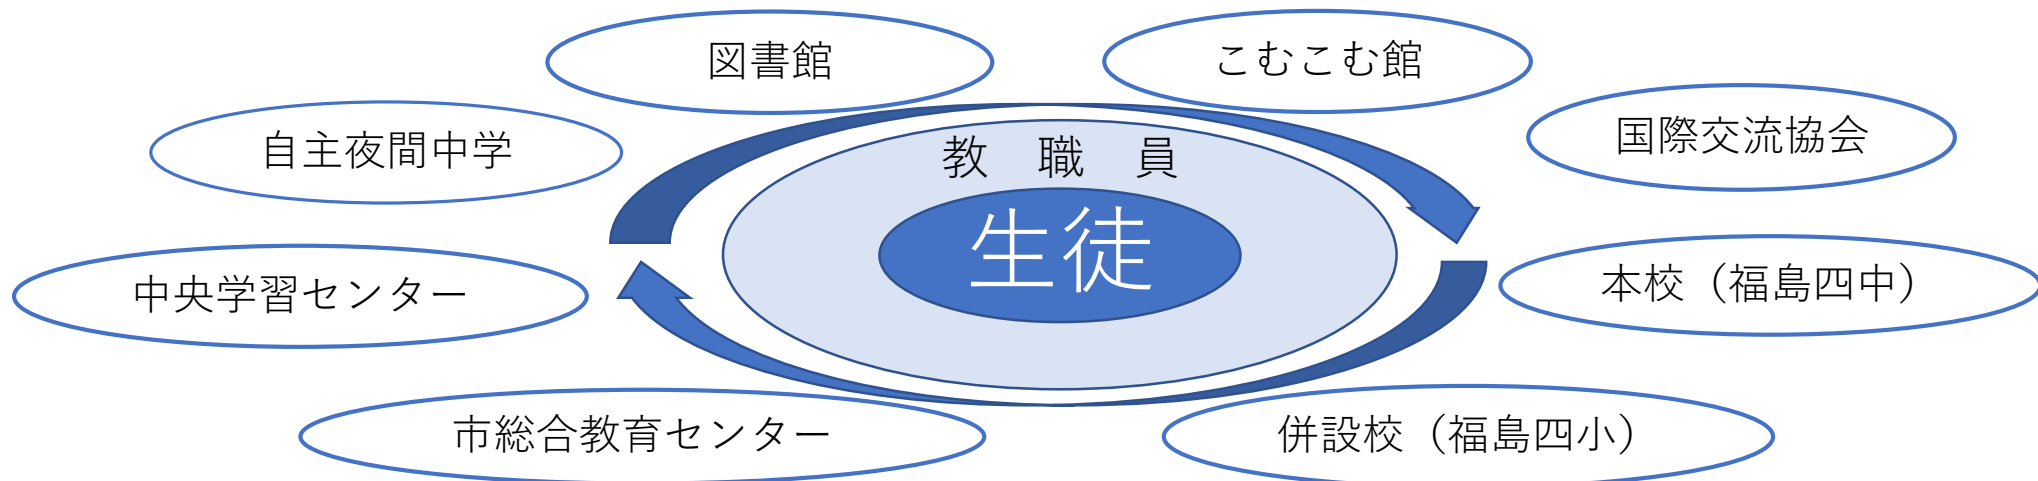 図書館
こむこむ館
自主夜間中学
国際交流協会
教　職　員
生徒
中央学習センター
本校（福島四中）
市総合教育センター
併設校（福島四小）